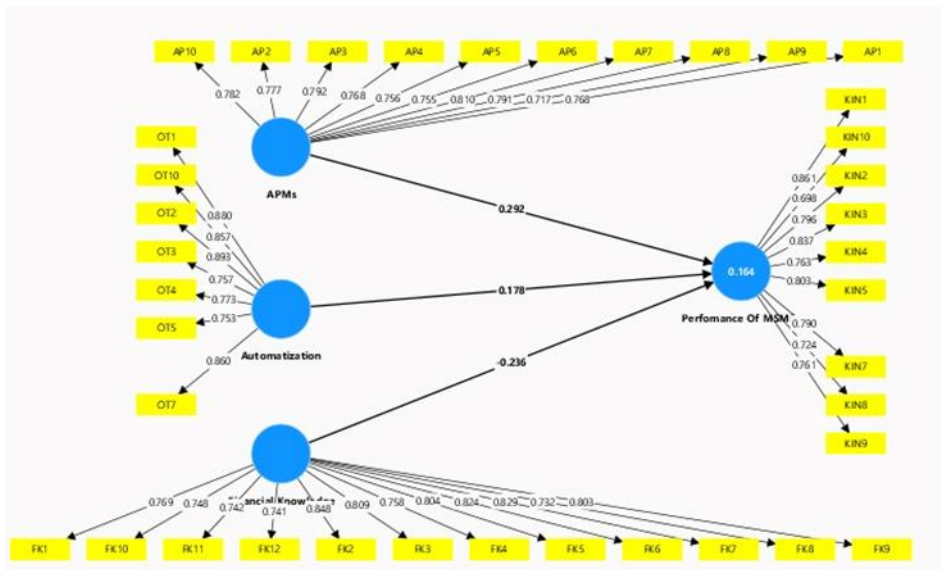 AP10 AP2 AP3 AP4 AP5 AP6 AP7 AP8 AP9 AP1
0.782 0.777 0.792 0.768 0.756 0.755 0.810 0.791 0.717 0.768
APMs
OT1
OT10
OT2
OT3
OT4
OT5
OT7
0.880
0.857
0.893
0.757
0.773
0.753
0.860
Automatization
0.292
0.178
-0.236
0.164
Perfomance Of MSM
KIN1
KIN10
KIN2
KIN3
KIN4
KIN5
KIN7
KIN8
KIN9
0.861
0.698
0.796
0.837
0.763
0.803
0.790
0.724
0.761
Financial Knowledge
0.769 0.748 0.742 0.741 0.848 0.809 0.758 0.804 0.824 0.829 0.732 0.803
FK1 FK10 FK11 FK12 FK2 FK3 FK4 FK5 FK6 FK7 FK8 FK9